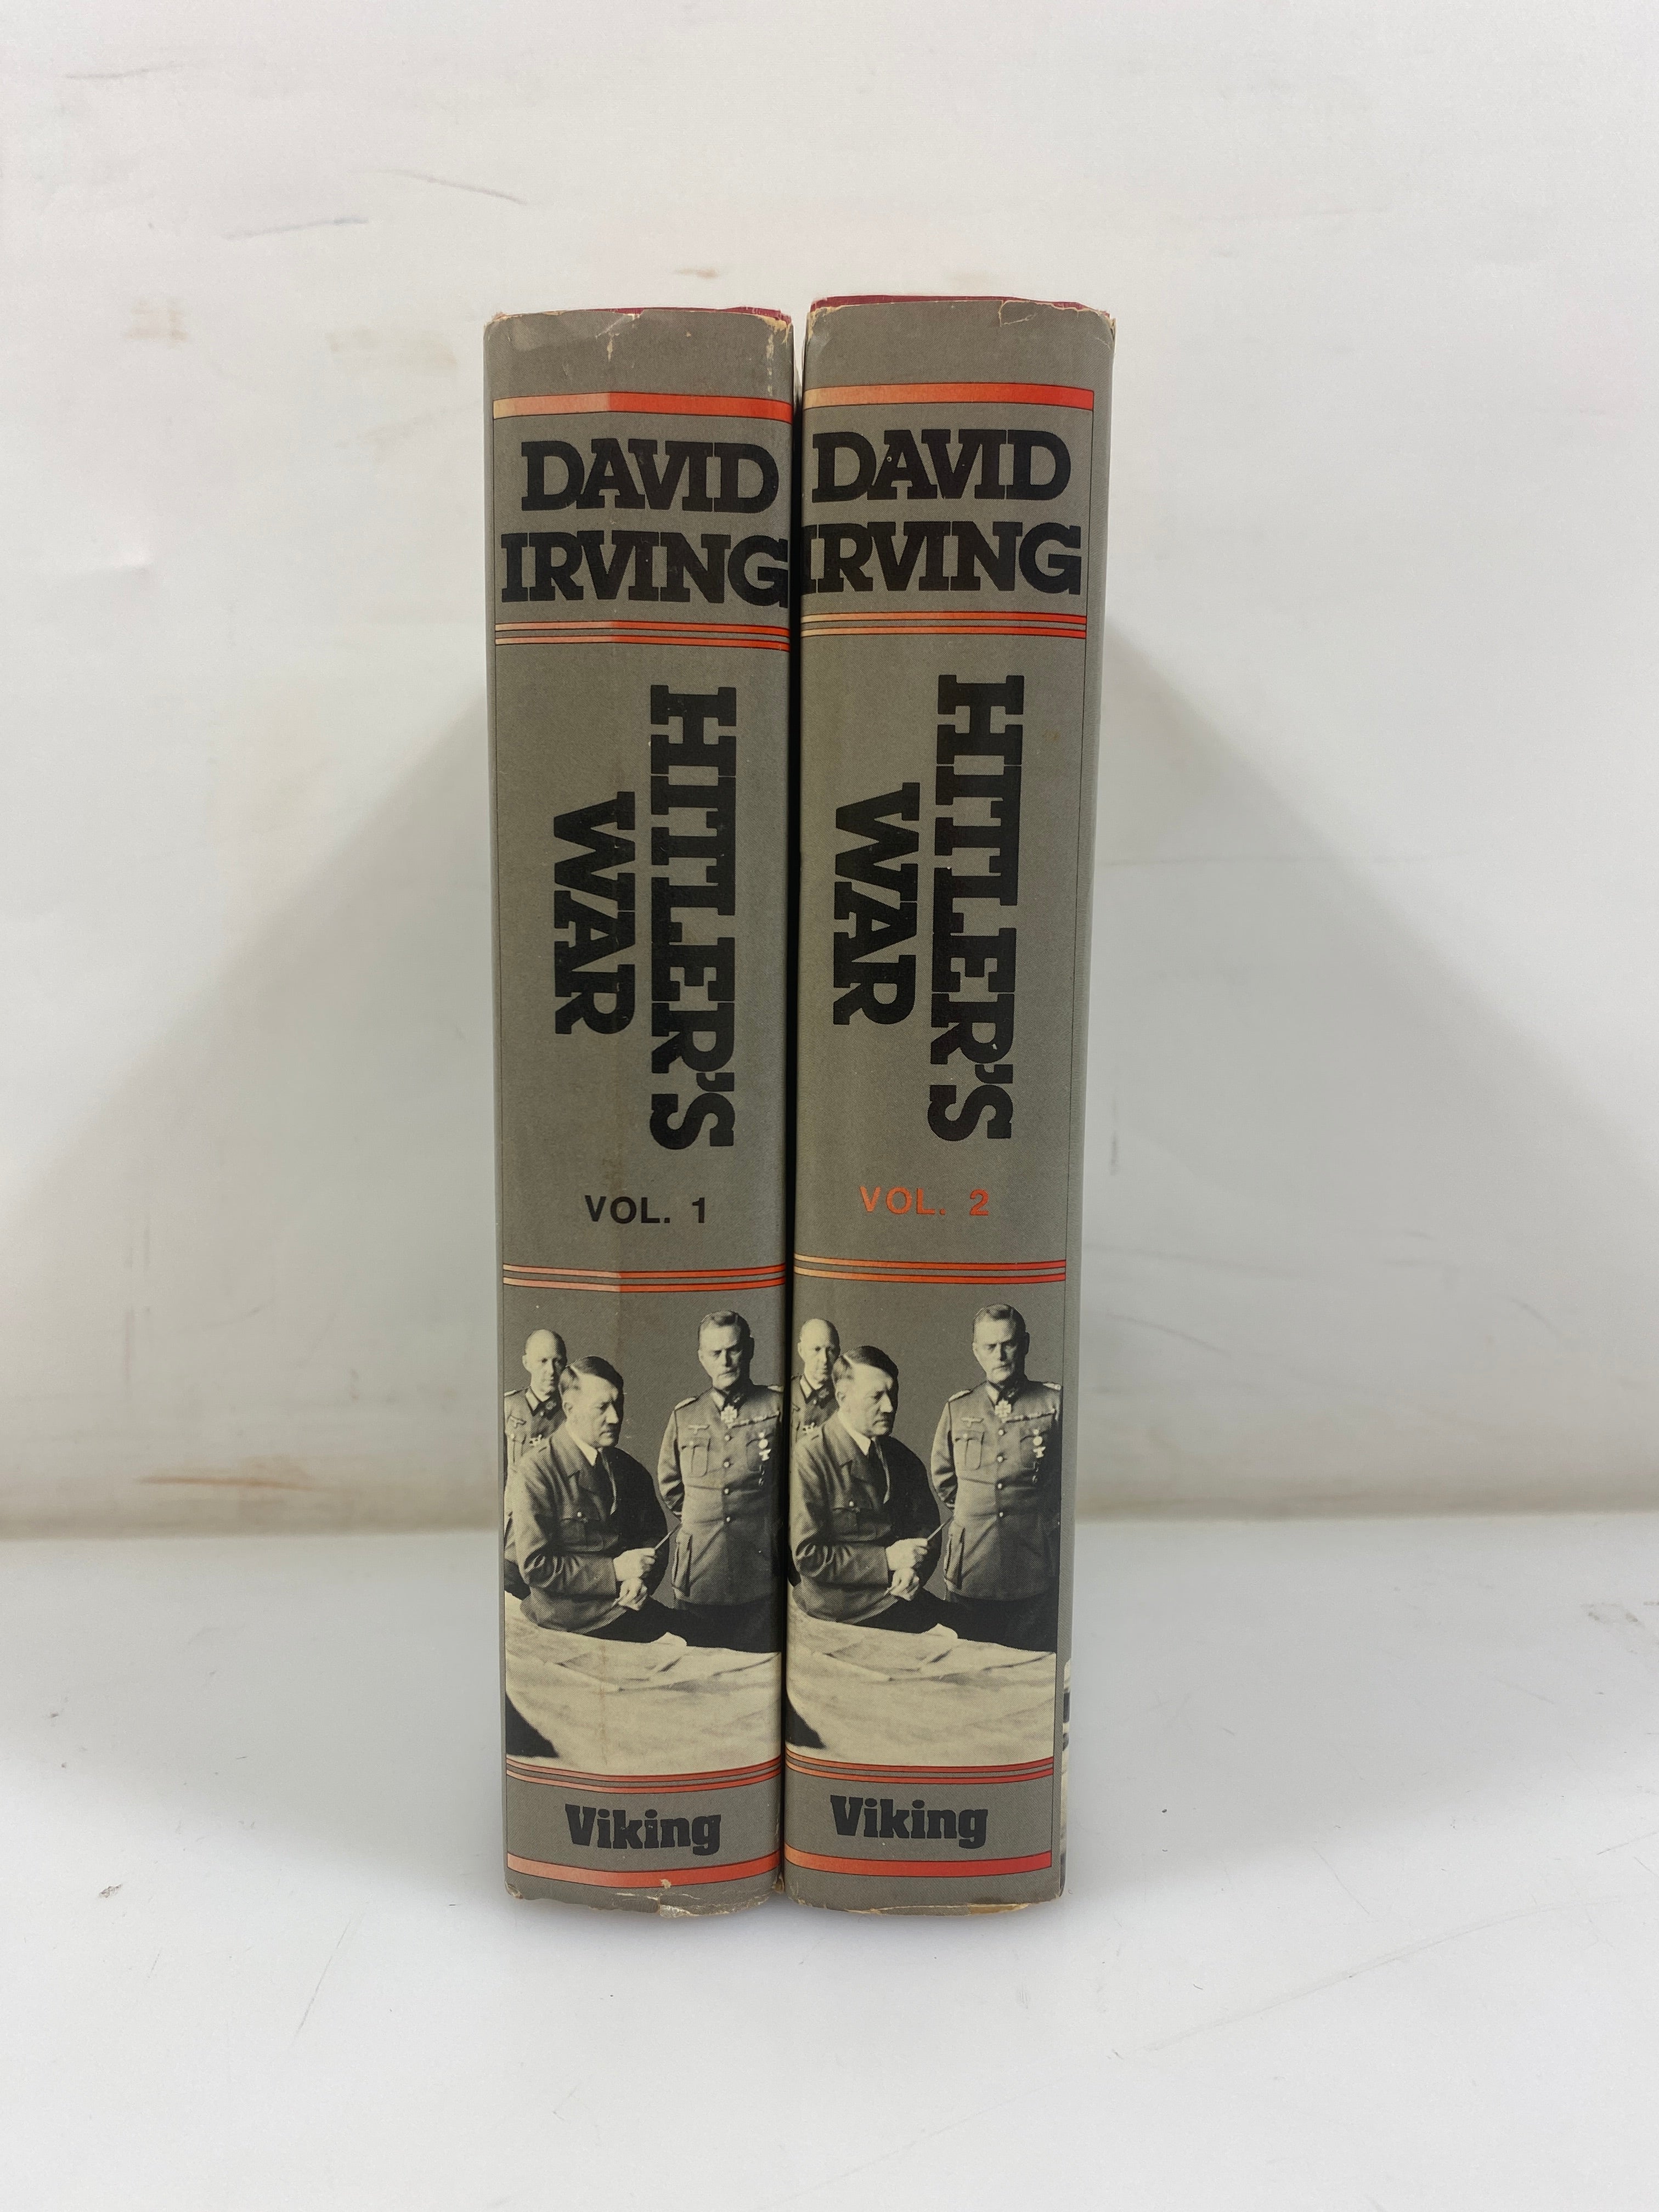 DAVID
IRVING
HITLER'S
WAR
VOL. 1
Viking
DAVID
IRVING
HITLER'S
WAR
VOL. 2
Viking